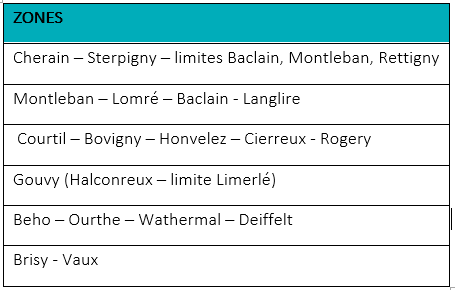 ZONES
Cherain – Sterpigny – limites Baclain, Montleban, Rettigny
Montleban – Lomré – Baclain - Langlire
Courtil – Bovigny – Honvelez – Cierreux - Rogery
Gouvy (Halconreux – limite Limerlé)
Beho – Ourthe – Wathermal – Deiffelt
Brisy - Vaux